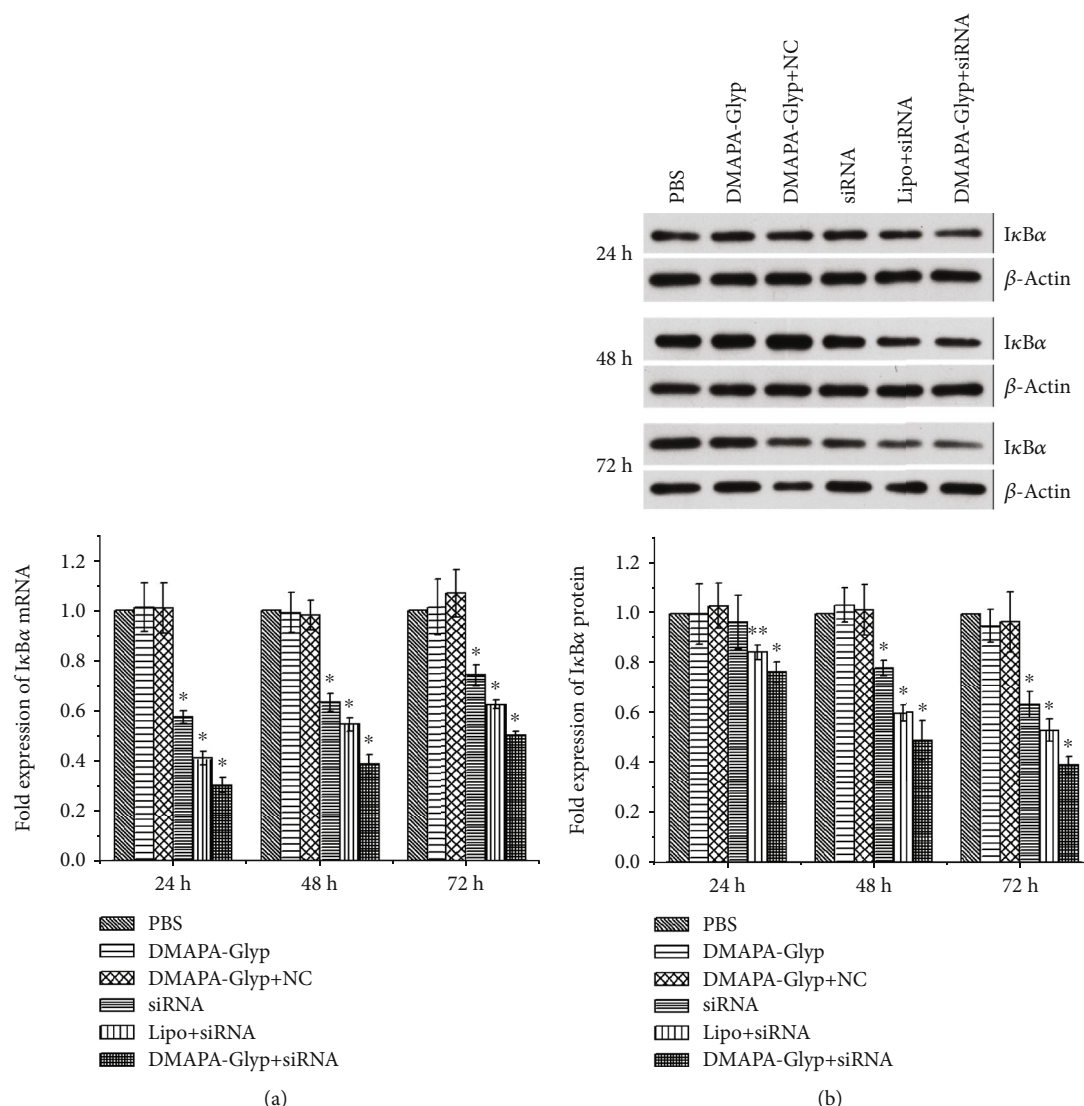 PBS
DMAPA-Glyp
DMAPA-Glyp+NC
siRNA
Lipo+siRNA
DMAPA-Glyp+siRNA
24 h
IκBα
β-Actin
48 h
IκBα
β-Actin
72 h
IκBα
β-Actin
Fold expression of IκBα mRNA
1.2
1.0
0.8
0.6
0.4
0.2
0.0
*
*
*
*
*
*
*
*
*
24 h
48 h
72 h
PBS
DMAPA-Glyp
DMAPA-Glyp+NC
siRNA
Lipo+siRNA
DMAPA-Glyp+siRNA
(a)
Fold expression of IκBα protein
1.2
1.0
0.8
0.6
0.4
0.2
0.0
**
*
*
*
*
*
*
*
24 h
48 h
72 h
PBS
DMAPA-Glyp
DMAPA-Glyp+NC
siRNA
Lipo+siRNA
DMAPA-Glyp+siRNA
(b)